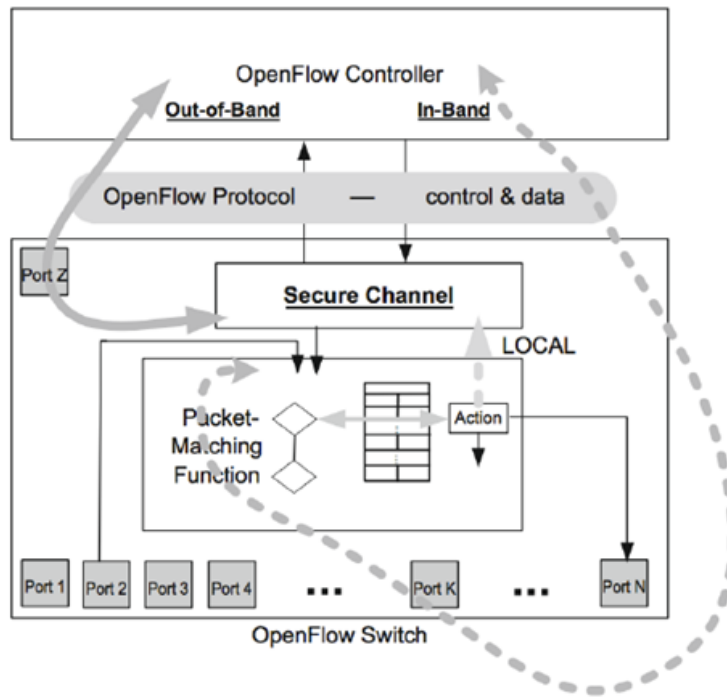 OpenFlow Controller
Out-of-Band
In-Band
OpenFlow Protocol — control & data
Port Z
Secure Channel
LOCAL
Packet-
Matching
Function
Action
Port 1
Port 2
Port 3
Port 4
...
Port K
...
Port N
OpenFlow Switch